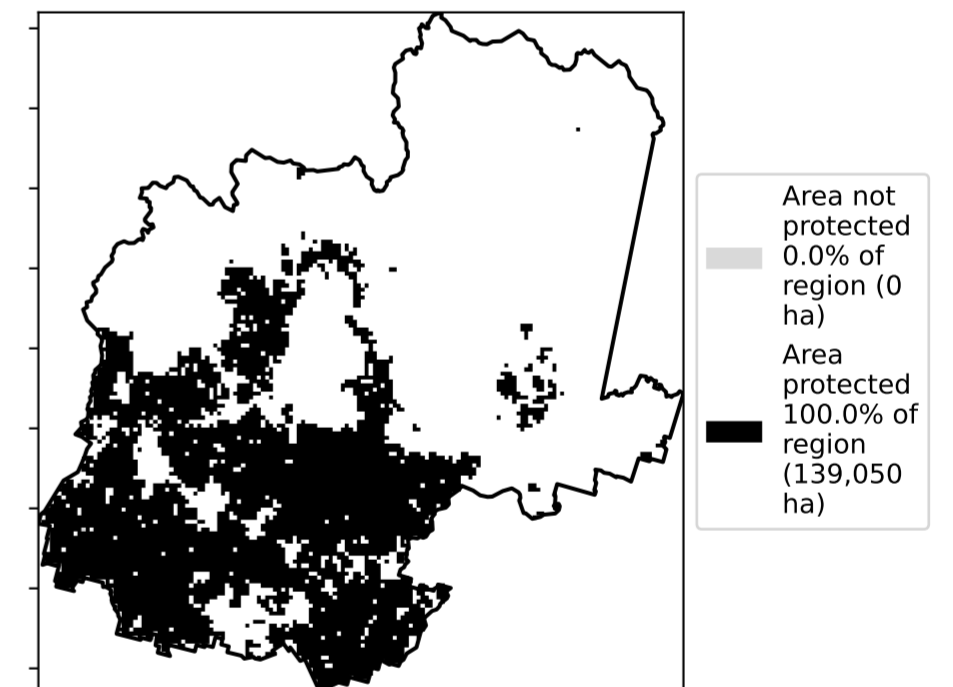 Area not
protected
0.0% of
region (0
ha)
Area
protected
100.0% of
region
(139,050
ha)